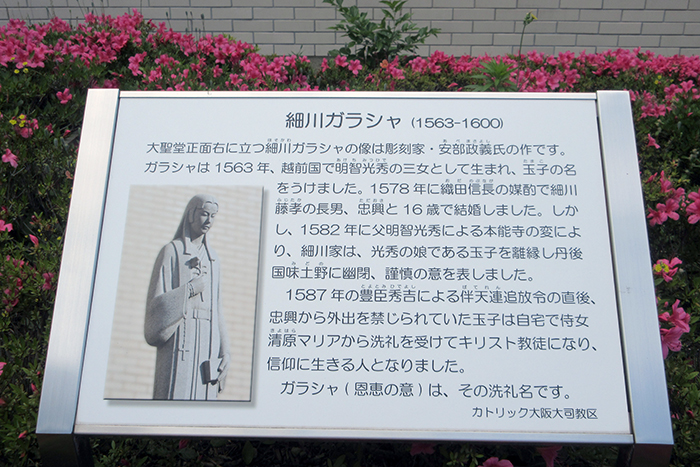 細川ガラシャ (1563-1600)
大聖堂正面右に立つ細川ガラシャの像は彫刻家・安部政義氏の作です。
ガラシャは1563年、越前国で明智光秀の三女として生まれ、玉子の名
をうけました。1578年に織田信長の媒酌で細川
藤孝の長男、忠興と16歳で結婚しました。しか
し、1582年に父明智光秀による本能寺の変によ
り、細川家は、光秀の娘である玉子を離縁し丹後
国味土野に幽閉、謹慎の意を表しました。
1587年の豊臣秀吉による伴天連追放令の直後、
忠興から外出を禁じられていた玉子は自宅で侍女
清原マリアから洗礼を受けてキリスト教徒になり、
信仰に生きる人となりました。
ガラシャ(恩恵の意)は、その洗礼名です。
カトリック大阪大司教区